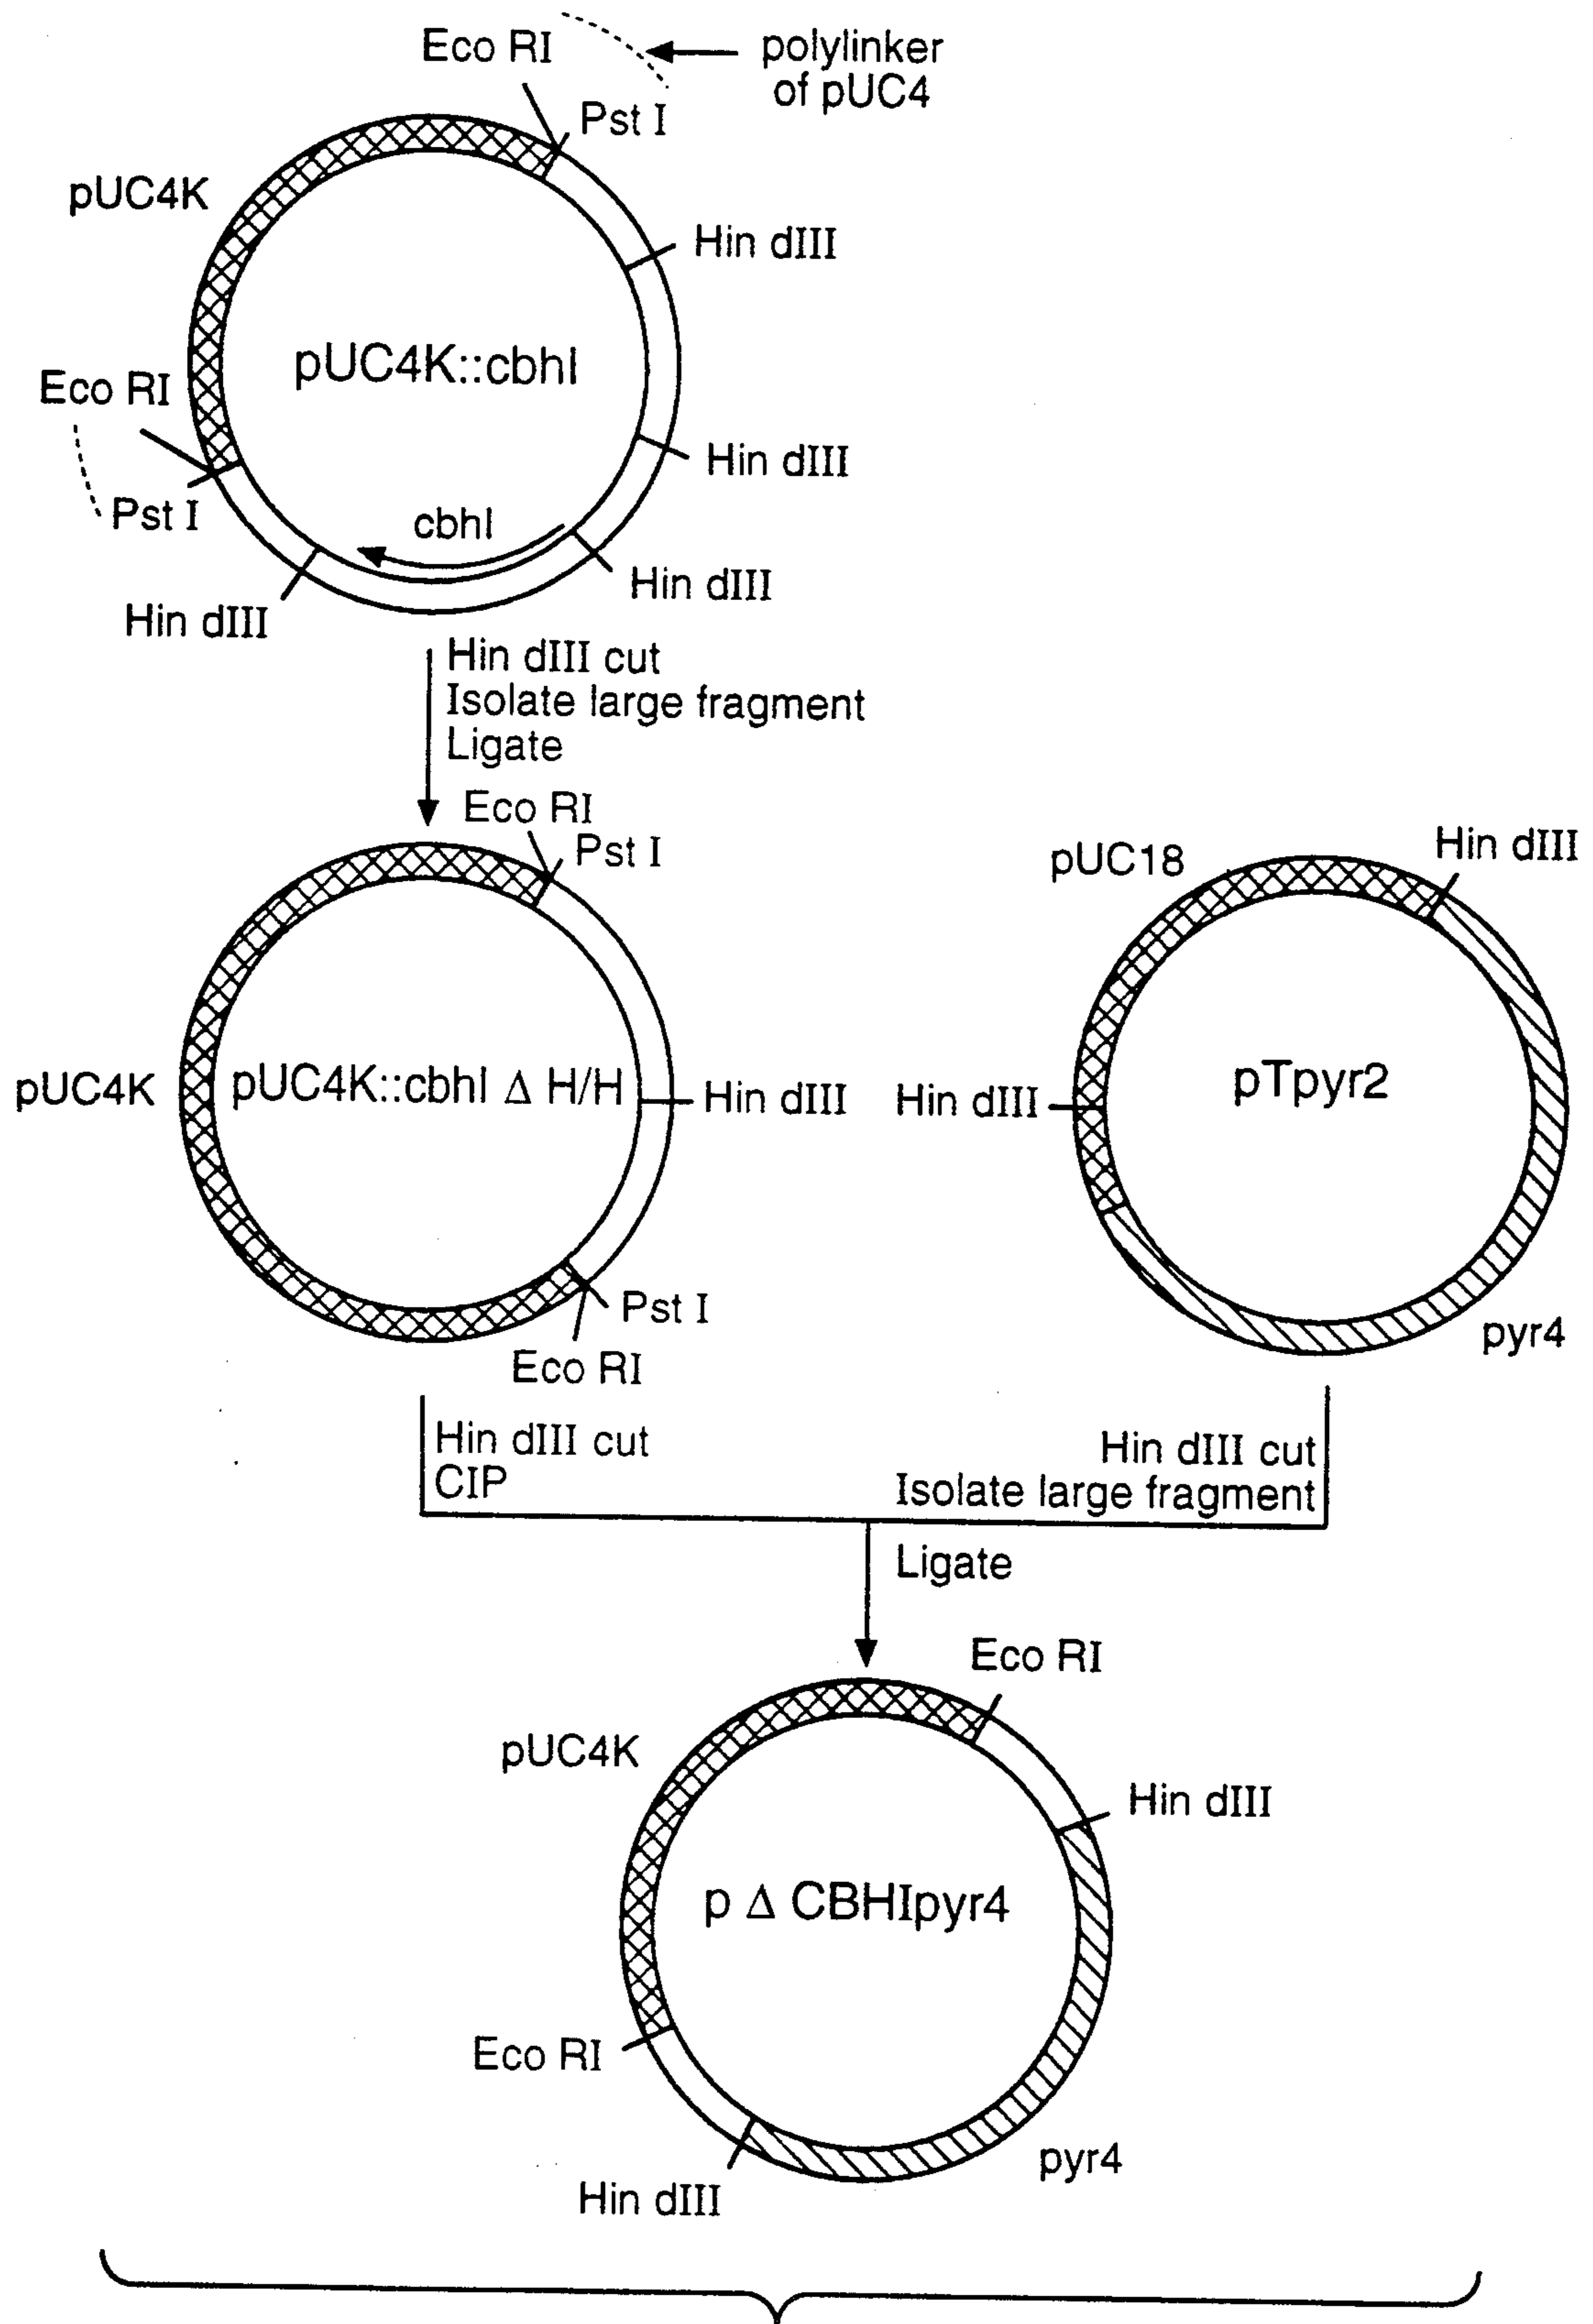 Eco RI
polylinker
of pUC4
Pst I
pUC4K
Hin dIII
pUC4K::cbhI
Eco RI
Hin dIII
Pst I
cbhI
Hin dIII
Hin dIII
Hin dIII cut
Isolate large fragment
Ligate
Eco RI
Pst I
pUC18
Hin dIII
pUC4K
pUC4K::cbhI Δ H/H
Hin dIII
Hin dIII
pTpyr2
Pst I
Eco RI
pyr4
Hin dIII cut
CIP
Hin dIII cut
Isolate large fragment
Ligate
Eco RI
pUC4K
Hin dIII
p Δ CBHIpyr4
Eco RI
pyr4
Hin dIII